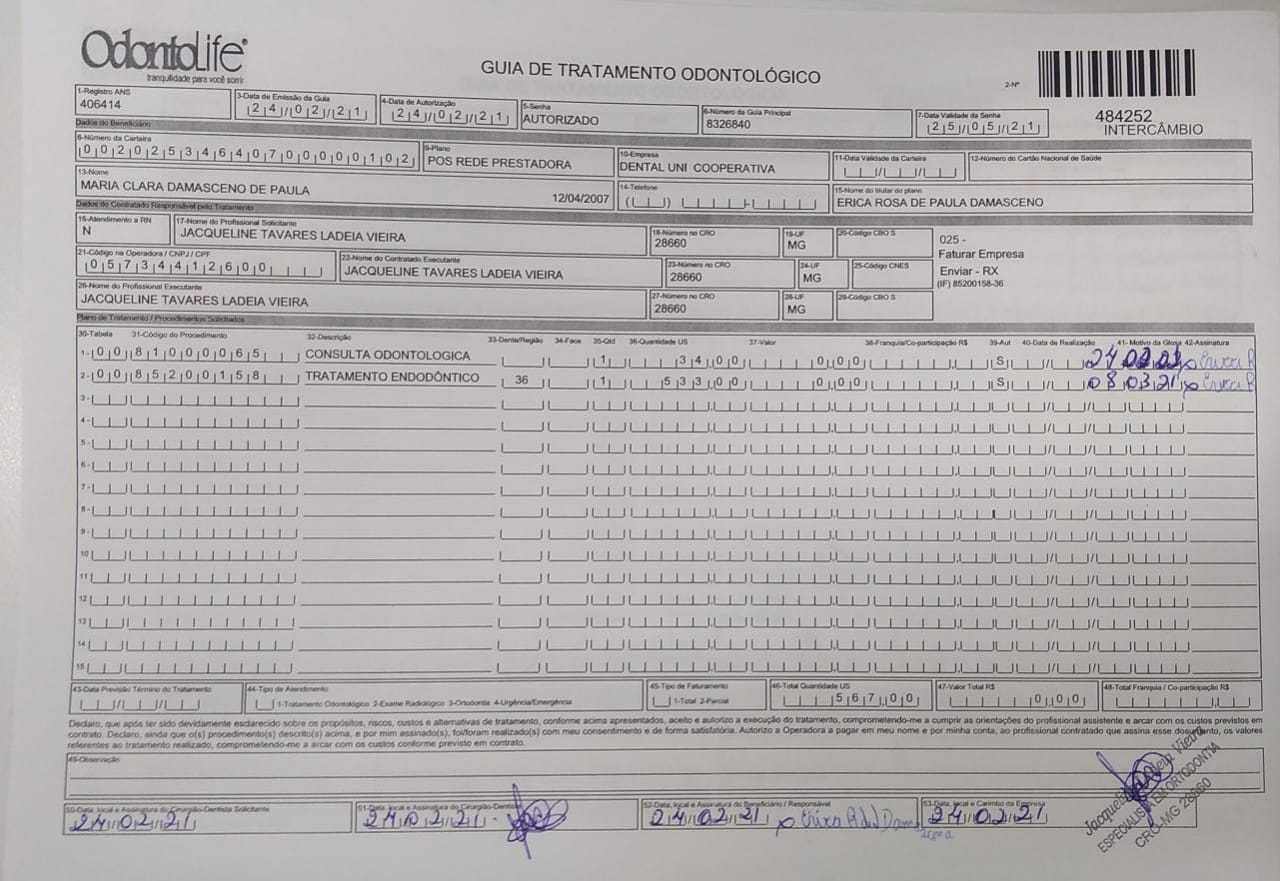 OdontoLife®
tranquilidade para você sorrir
GUIA DE TRATAMENTO ODONTOLÓGICO
2-Nº
484252
INTERCÂMBIO
1-Registro ANS
406414
3-Data de Emissão da Guia
24/02/21
4-Data de Autorização
24/02/21
5-Senha
AUTORIZADO
6-Número da Guia Principal
8326840
7-Data Validade da Senha
25/05/21
Dados do Beneficiário
8-Número da Carteira
00202534640700000102
9-Plano
POS REDE PRESTADORA
10-Empresa
DENTAL UNI COOPERATIVA
11-Data Validade da Carteira
12-Número do Cartão Nacional de Saúde
13-Nome
MARIA CLARA DAMASCENO DE PAULA 12/04/2007
14-Telefone
15-Nome do titular do plano
ERICA ROSA DE PAULA DAMASCENO
Dados do Contratado Responsável pelo Tratamento
16-Atendimento a RN
N
17-Nome do Profissional Solicitante
JACQUELINE TAVARES LADEIA VIEIRA
18-Número no CRO
28660
19-UF
MG
20-Código CBO S
025 -
Faturar Empresa
Enviar - RX
(IF) 85200158-36
21-Código na Operadora / CNPJ / CPF
05734412600
22-Nome do Contratado Executante
JACQUELINE TAVARES LADEIA VIEIRA
23-Número no CRO
28660
24-UF
MG
25-Código CNES
26-Nome do Profissional Executante
JACQUELINE TAVARES LADEIA VIEIRA
27-Número no CRO
28660
28-UF
MG
29-Código CBO S
Plano de Tratamento / Procedimentos Solicitados
30-Tabela 31-Código do Procedimento 32-Descrição 33-Dente/Região 34-Face 35-Qtd 36-Quantidade US 37-Valor 38-Franquia/Co-participação R$ 39-Aut 40-Data de Realização 41- Motivo da Glosa 42-Assinatura
1- 00 81000065 CONSULTA ODONTOLOGICA 1 34,00 0,00 S 24 02
2- 00 85200158 TRATAMENTO ENDODÔNTICO 36 1 533,00 0,00 S 08 03 21
3-
4-
5-
6-
7-
8-
9-
10
11
12
13
14
15
43-Data Previsão Término do Tratamento
44-Tipo de Atendimento
1-Tratamento Odontológico 2-Exame Radiológico 3-Ortodontia 4-Urgência/Emergência
45-Tipo de Faturamento
1-Total 2-Parcial
46-Total Quantidade US
567,00
47-Valor Total R$
0,00
48-Total Franquia / Co-participação R$
Declaro, que após ter sido devidamente esclarecido sobre os propósitos, riscos, custos e alternativas de tratamento, conforme acima apresentados, aceito e autorizo a execução do tratamento, comprometendo-me a cumprir as orientações do profissional assistente e arcar com os custos previstos em
contrato. Declaro, ainda que o(s) procedimento(s) descrito(s) acima, e por mim assinado(s), foi/foram realizado(s) com meu consentimento e de forma satisfatória. Autorizo a Operadora a pagar em meu nome e por minha conta, ao profissional contratado que assina esse documento, os valores
referentes ao tratamento realizado, comprometendo-me a arcar com os custos conforme previsto em contrato.
49-Observação
50-Data, local e Assinatura do Cirurgião-Dentista Solicitante
24/02/21
51-Data, local e Assinatura do Cirurgião-Dentista
24/02/21
52-Data, local e Assinatura do Beneficiário / Responsável
24/02/21
53-Data, local e Carimbo da Empresa
24/02/21
ESPECIALISTA EM ORTODONTIA
CRO-MG 28660